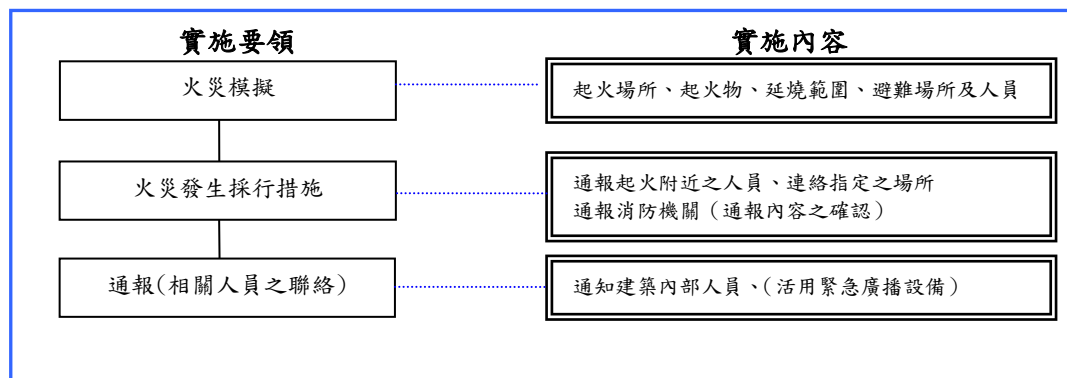 實施要領
實施內容
火災模擬
起火場所、起火物、延燒範圍、避難場所及人員
火災發生採行措施
通報起火附近之人員、連絡指定之場所
通報消防機關（通報內容之確認）
通報(相關人員之聯絡)
通知建築內部人員、(活用緊急廣播設備)